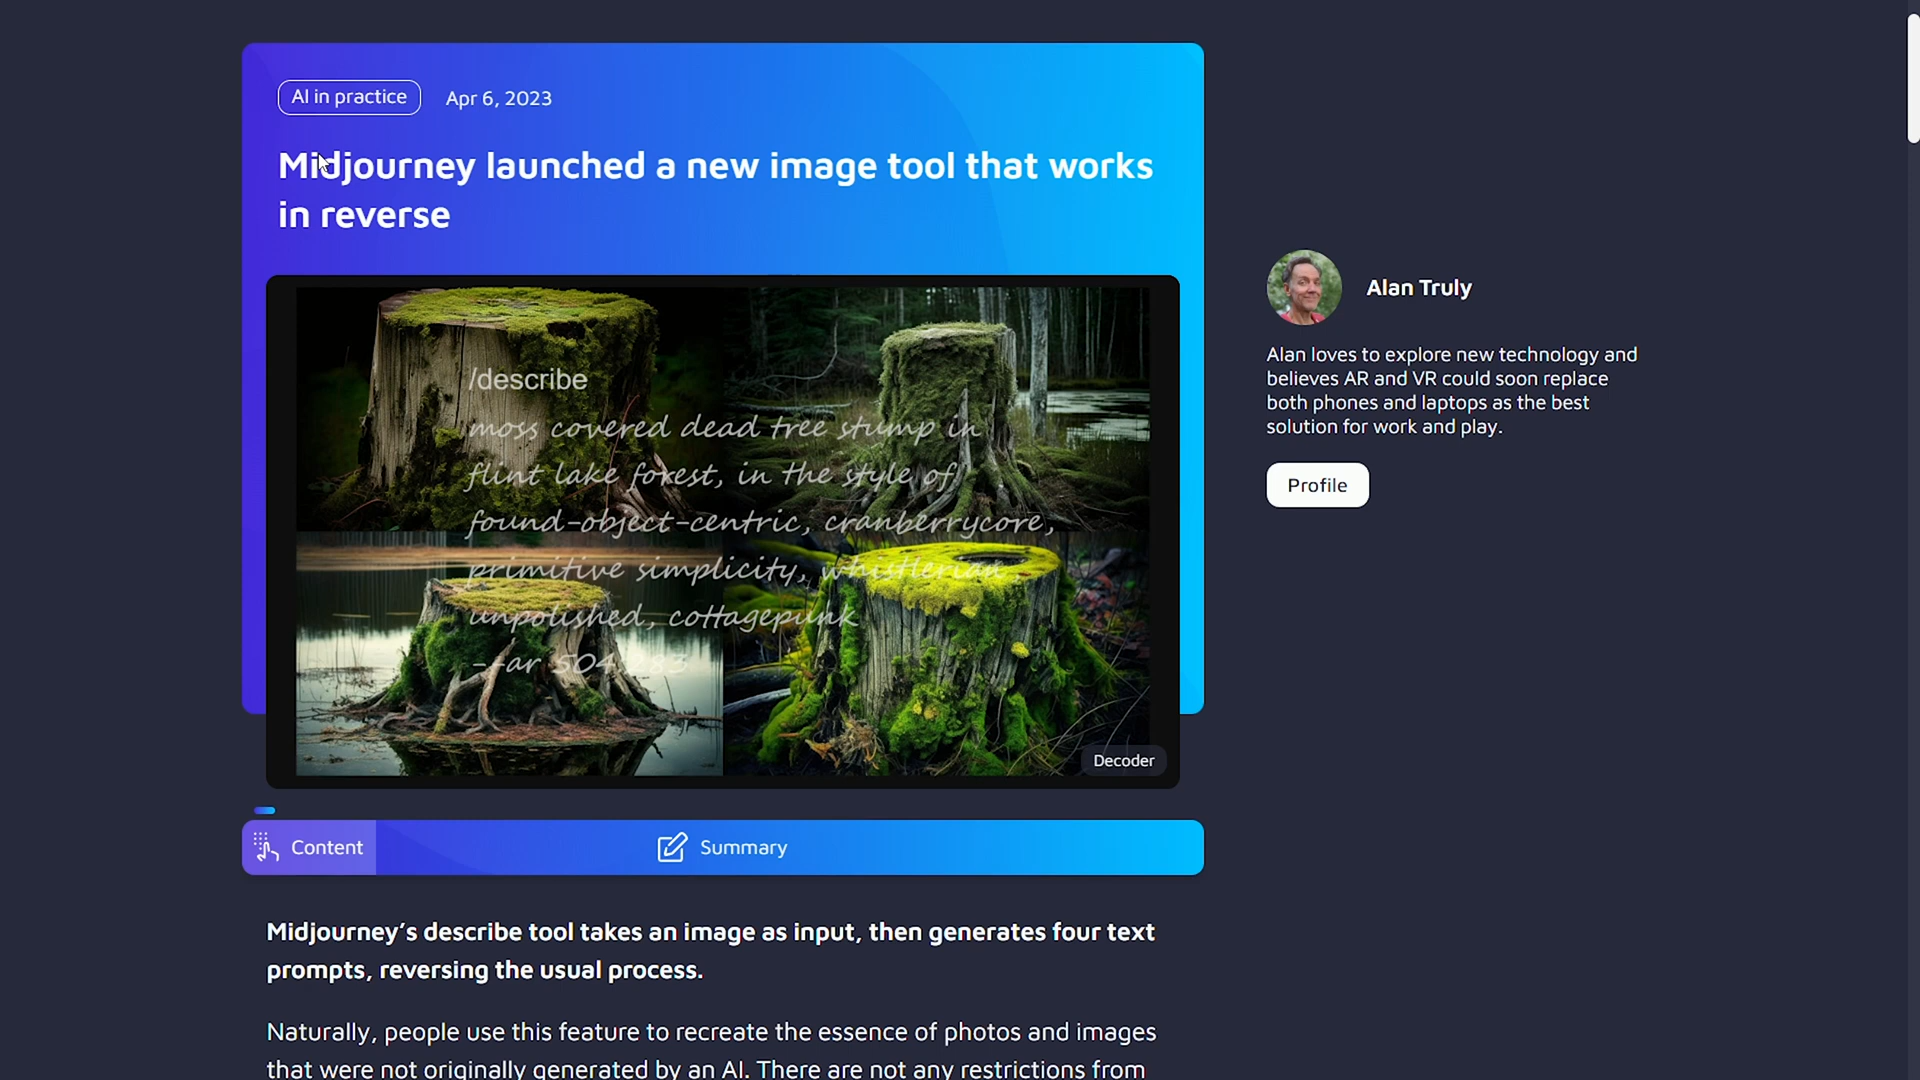 AI in practice
Apr 6, 2023
Midjourney launched a new image tool that works
in reverse
/describe
moss covered dead tree stump in
flint lake forest, in the style of
found-object-centric, cranberrycore,
primitive simplicity, whistlerian,
unpolished, cottagepunk
--ar 504:283
Decoder
Alan Truly
Alan loves to explore new technology and
believes AR and VR could soon replace
both phones and laptops as the best
solution for work and play.
Profile
Content
Summary
Midjourney’s describe tool takes an image as input, then generates four text
prompts, reversing the usual process.
Naturally, people use this feature to recreate the essence of photos and images
that were not originally generated by an AI. There are not any restrictions from